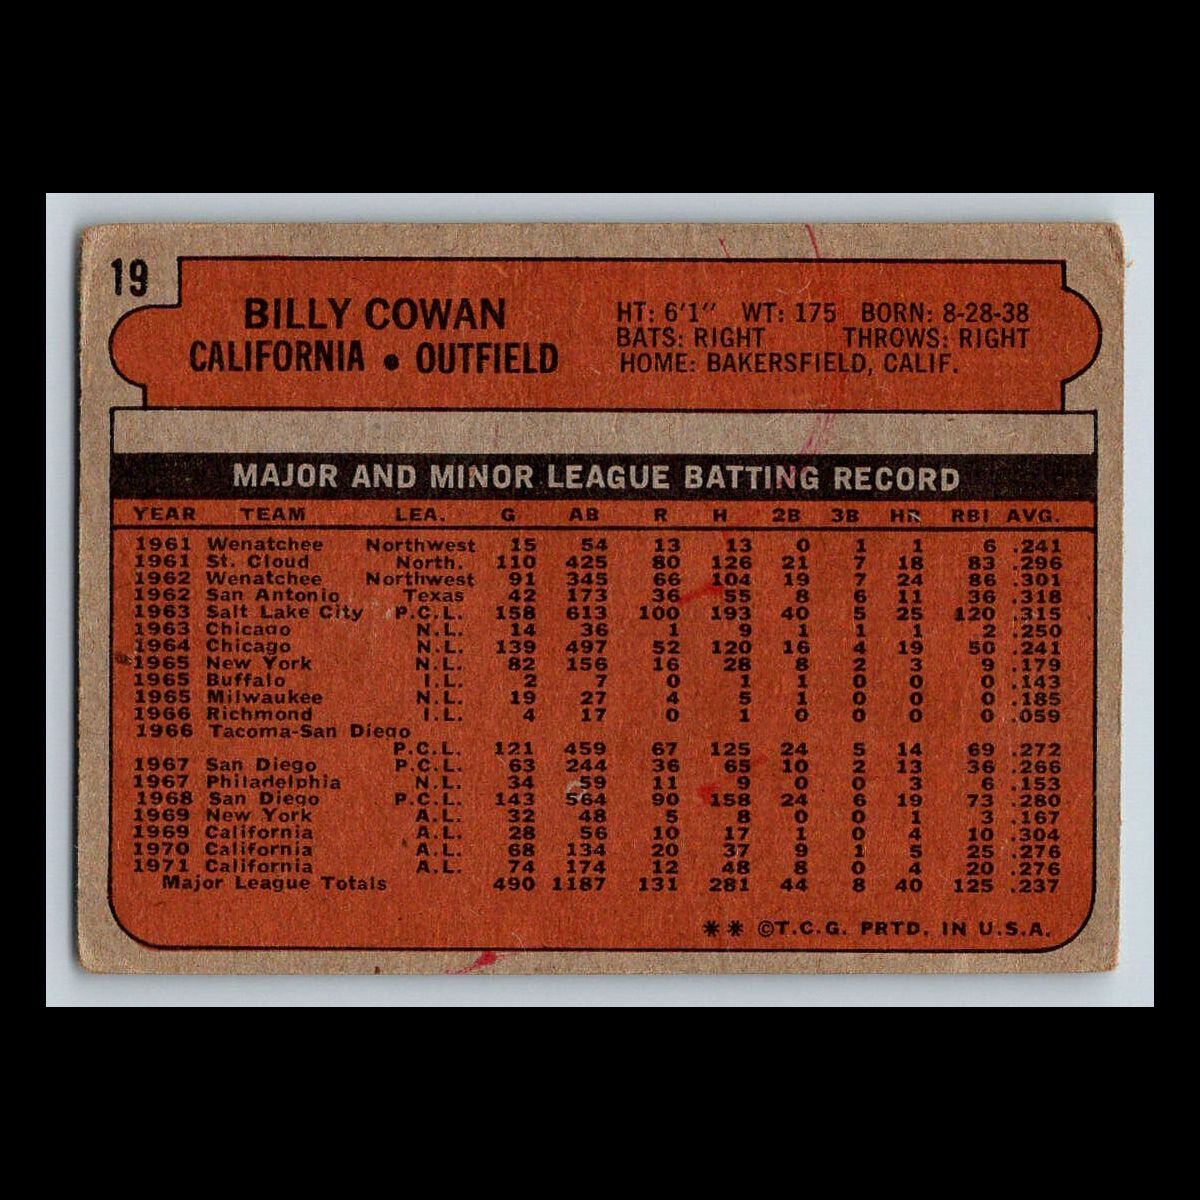 19
BILLY COWAN
CALIFORNIA • OUTFIELD
HT: 6'1" WT: 175 BORN: 8-28-38
BATS: RIGHT THROWS: RIGHT
HOME: BAKERSFIELD, CALIF.
MAJOR AND MINOR LEAGUE BATTING RECORD
YEAR TEAM LEA. G AB R H 2B 3B HR RBI AVG.
1961 Wenatchee Northwest 15 54 13 13 0 1 1 6 .241
1961 St. Cloud North. 110 425 80 126 21 7 18 83 .296
1962 Wenatchee Northwest 91 345 66 104 19 7 24 86 .301
1962 San Antonio Texas 42 173 36 55 8 6 11 36 .318
1963 Salt Lake City P.C.L. 158 613 100 193 40 5 25 120 .315
1963 Chicago N.L. 14 36 1 9 1 1 1 2 .250
1964 Chicago N.L. 139 497 52 120 16 4 19 50 .241
1965 New York N.L. 82 156 16 28 8 2 3 9 .179
1965 Buffalo I.L. 2 7 0 1 1 0 0 0 .143
1965 Milwaukee N.L. 19 27 4 5 1 0 0 0 .185
1966 Richmond I.L. 4 17 0 1 0 0 0 0 .059
1966 Tacoma-San Diego
P.C.L. 121 459 67 125 24 5 14 69 .272
1967 San Diego P.C.L. 63 244 36 65 10 2 13 36 .266
1967 Philadelphia N.L. 34 59 11 9 0 0 3 6 .153
1968 San Diego P.C.L. 143 564 90 158 24 6 19 73 .280
1969 New York A.L. 32 48 5 8 0 0 1 3 .167
1969 California A.L. 28 56 10 17 1 0 4 10 .304
1970 California A.L. 68 134 20 37 9 1 5 25 .276
1971 California A.L. 74 174 12 48 8 0 4 20 .276
Major League Totals 490 1187 131 281 44 8 40 125 .237
** ©T.C.G. PRTD. IN U.S.A.